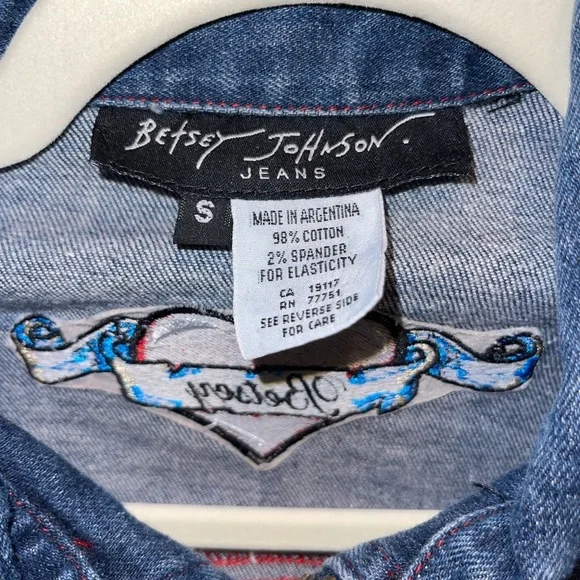 BETSEY JOHNSON.
JEANS
S
MADE IN ARGENTINA
98% COTTON
2% SPANDER
FOR ELASTICITY
CA 19117
RN 77751
SEE REVERSE SIDE
FOR CARE
Betsey